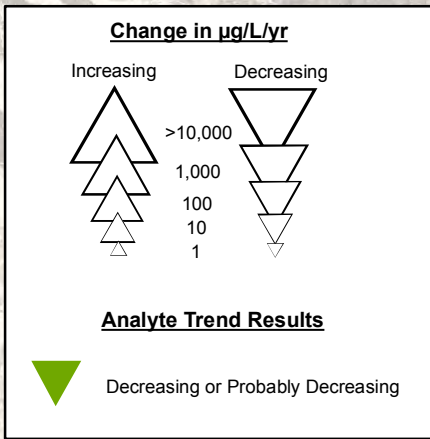 Change in µg/L/yr
Increasing Decreasing
>10,000
1,000
100
10
1
Analyte Trend Results
Decreasing or Probably Decreasing